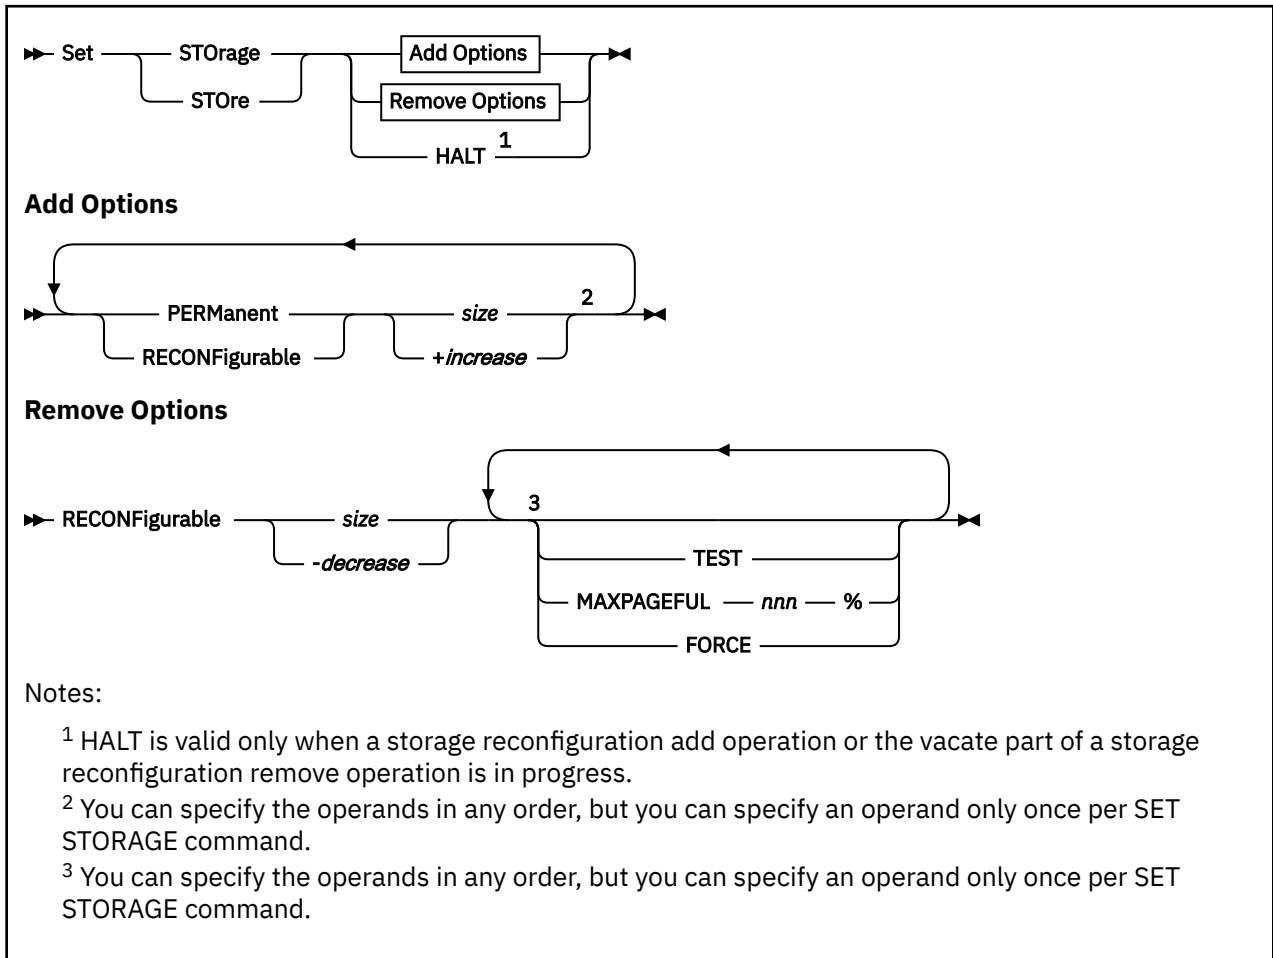 Set STOrage Add Options
STOre Remove Options
HALT 1
Add Options
PERManent size 2
RECONFigurable +increase
Remove Options
3
RECONFigurable size
-decrease TEST
MAXPAGEFUL nnn %
FORCE
Notes:
1 HALT is valid only when a storage reconfiguration add operation or the vacate part of a storage
reconfiguration remove operation is in progress.
2 You can specify the operands in any order, but you can specify an operand only once per SET
STORAGE command.
3 You can specify the operands in any order, but you can specify an operand only once per SET
STORAGE command.